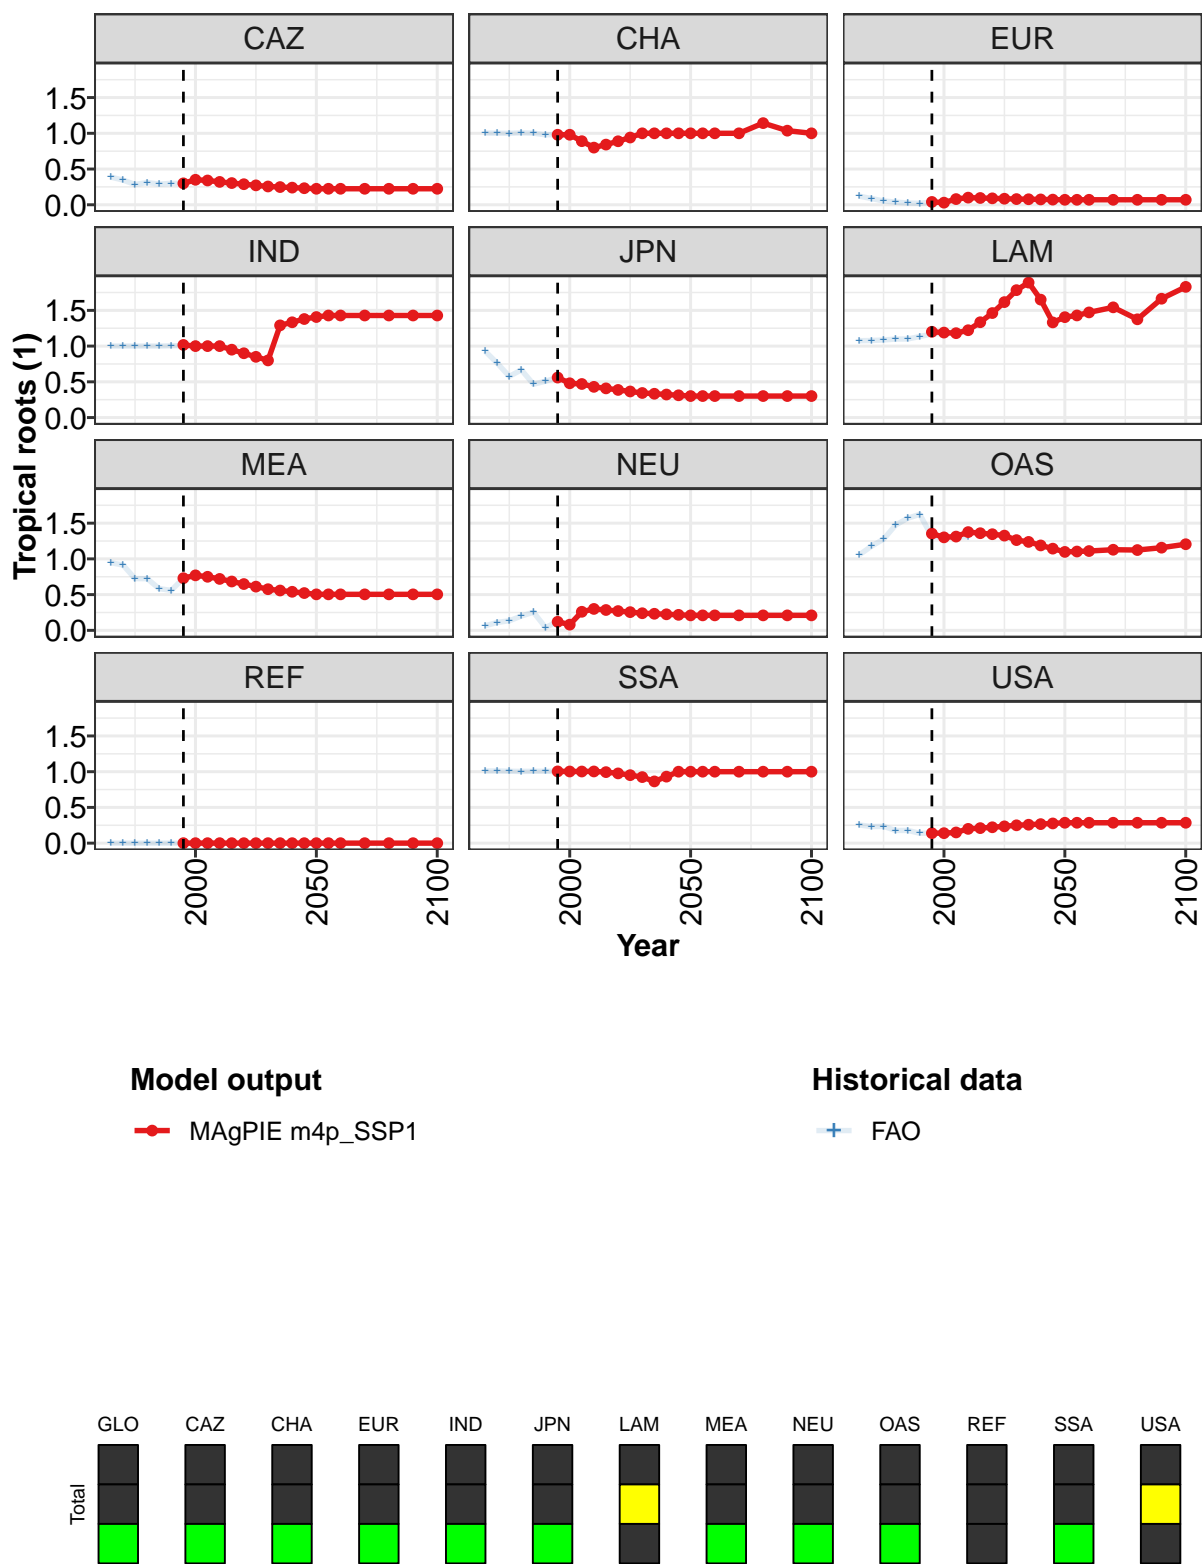 CAZ CHA EUR
1.5
1.0
0.5
0.0
IND JPN LAM
1.5
1.0
0.5
0.0
Tropical roots (1)
MEA NEU OAS
1.5
1.0
0.5
0.0
REF SSA USA
1.5
1.0
0.5
0.0
2000 2050 2100 2000 2050 2100 2000 2050 2100
Year
Model output Historical data
MAgPIE m4p_SSP1 FAO
GLO CAZ CHA EUR IND JPN LAM MEA NEU OAS REF SSA USA
Total